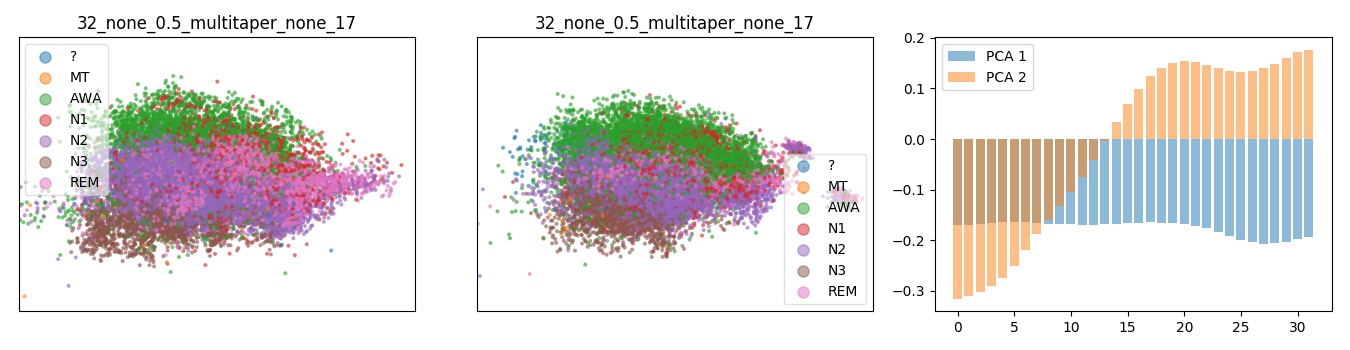 32_none_0.5_multitaper_none_17
?
MT
AWA
N1
N2
N3
REM
32_none_0.5_multitaper_none_17
?
MT
AWA
N1
N2
N3
REM
PCA 1
PCA 2
0.2
0.1
0.0
−0.1
−0.2
−0.3
0 5 10 15 20 25 30